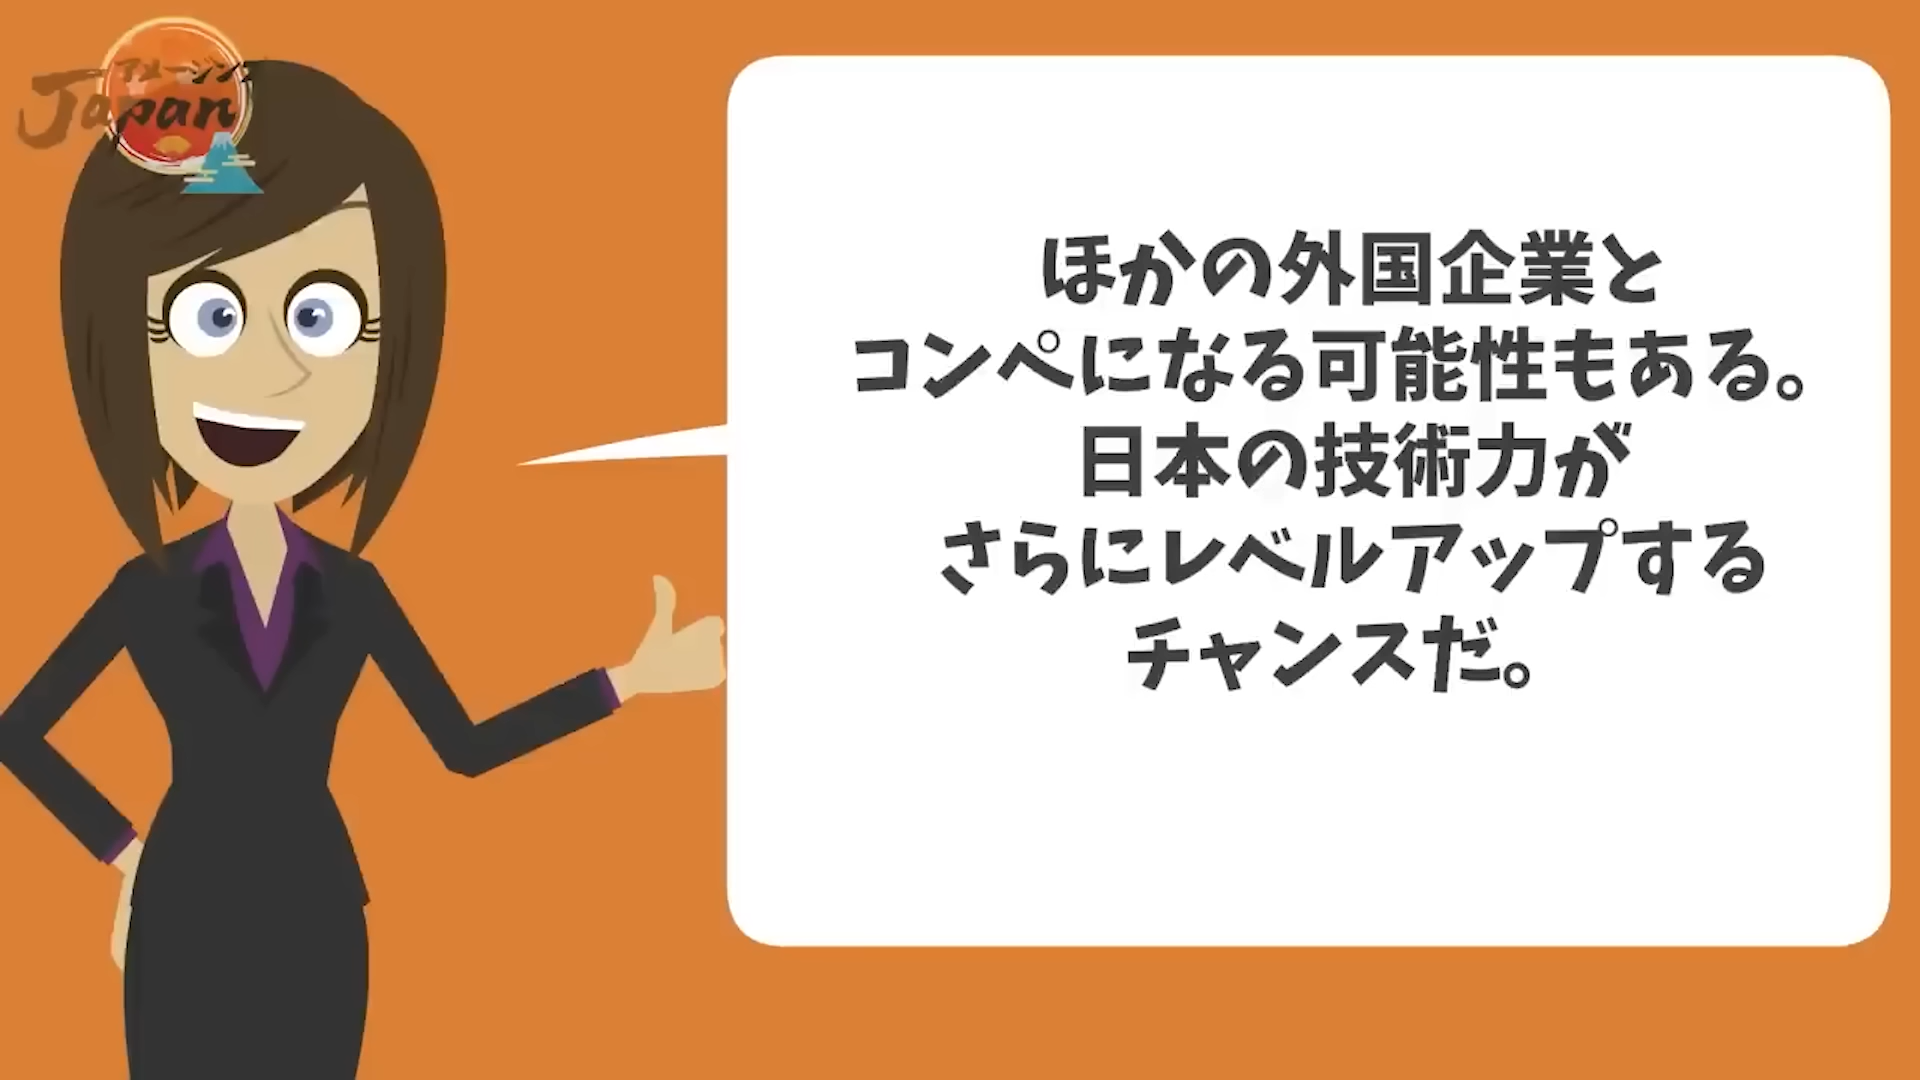 アメージング
Japan
ほかの外国企業と
コンペになる可能性もある。
日本の技術力が
さらにレベルアップする
チャンスだ。